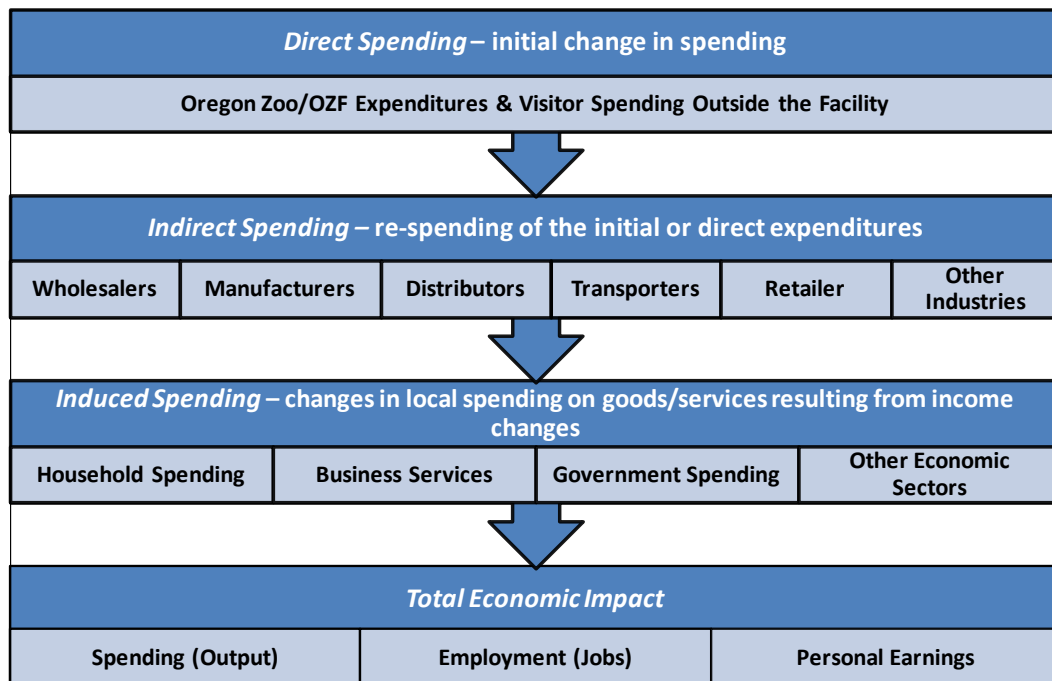 Direct Spending – initial change in spending
Oregon Zoo/OZF Expenditures & Visitor Spending Outside the Facility
Indirect Spending – re-spending of the initial or direct expenditures
Wholesalers
Manufacturers
Distributors
Transporters
Retailer
Other
Industries
Induced Spending – changes in local spending on goods/services resulting from income
changes
Household Spending
Business Services
Government Spending
Other Economic
Sectors
Total Economic Impact
Spending (Output)
Employment (Jobs)
Personal Earnings